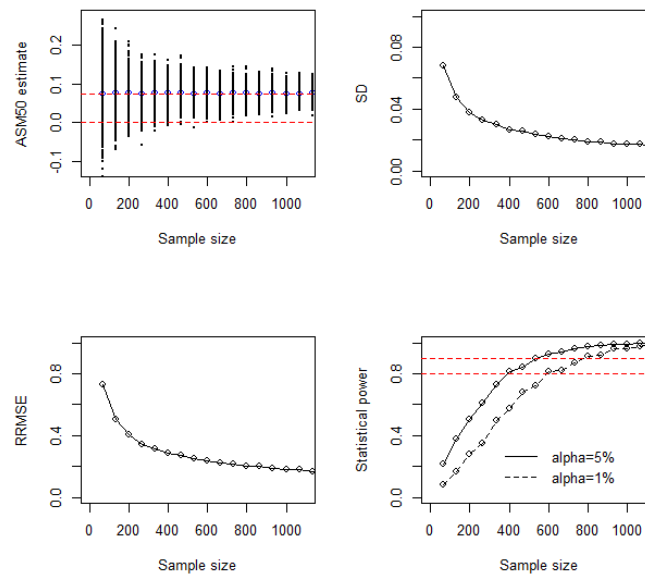 ASM50 estimate
0.2
0.1
0.0
-0.1
0 200 400 600 800 1000
Sample size
SD
0.08
0.04
0.00
0 200 400 600 800 1000
Sample size
RRMSE
0.8
0.4
0.0
0 200 400 600 800 1000
Sample size
Statistical power
0.8
0.4
0.0
alpha=5%
alpha=1%
0 200 400 600 800 1000
Sample size